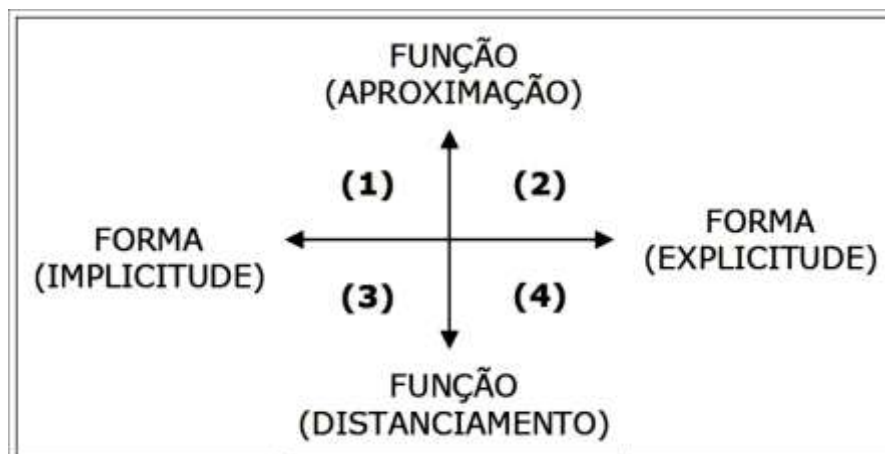 FUNÇÃO
(APROXIMAÇÃO)
(1) (2)
FORMA
(IMPLICITUDE)
FORMA
(EXPLICITUDE)
(3) (4)
FUNÇÃO
(DISTANCIAMENTO)